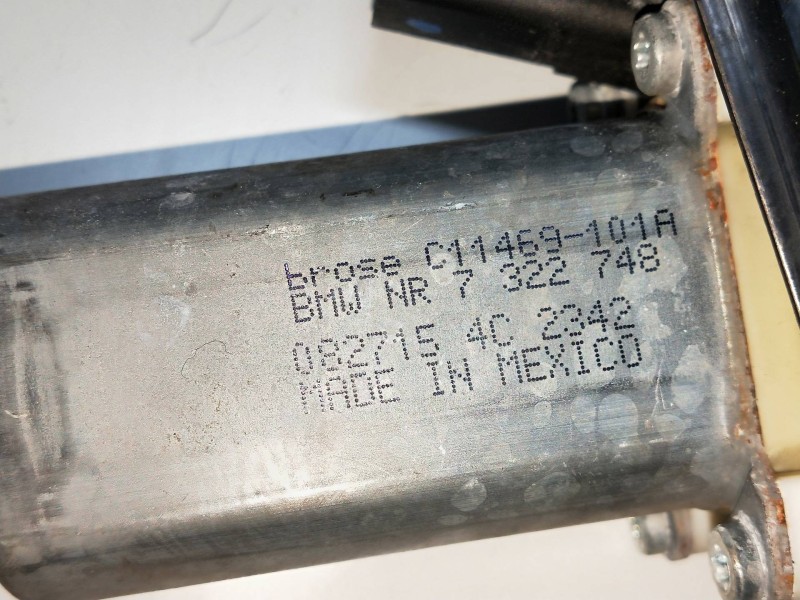 brose C11469-101A
BMW NR 7 322 748
082715 4C 2342
MADE IN MEXICO